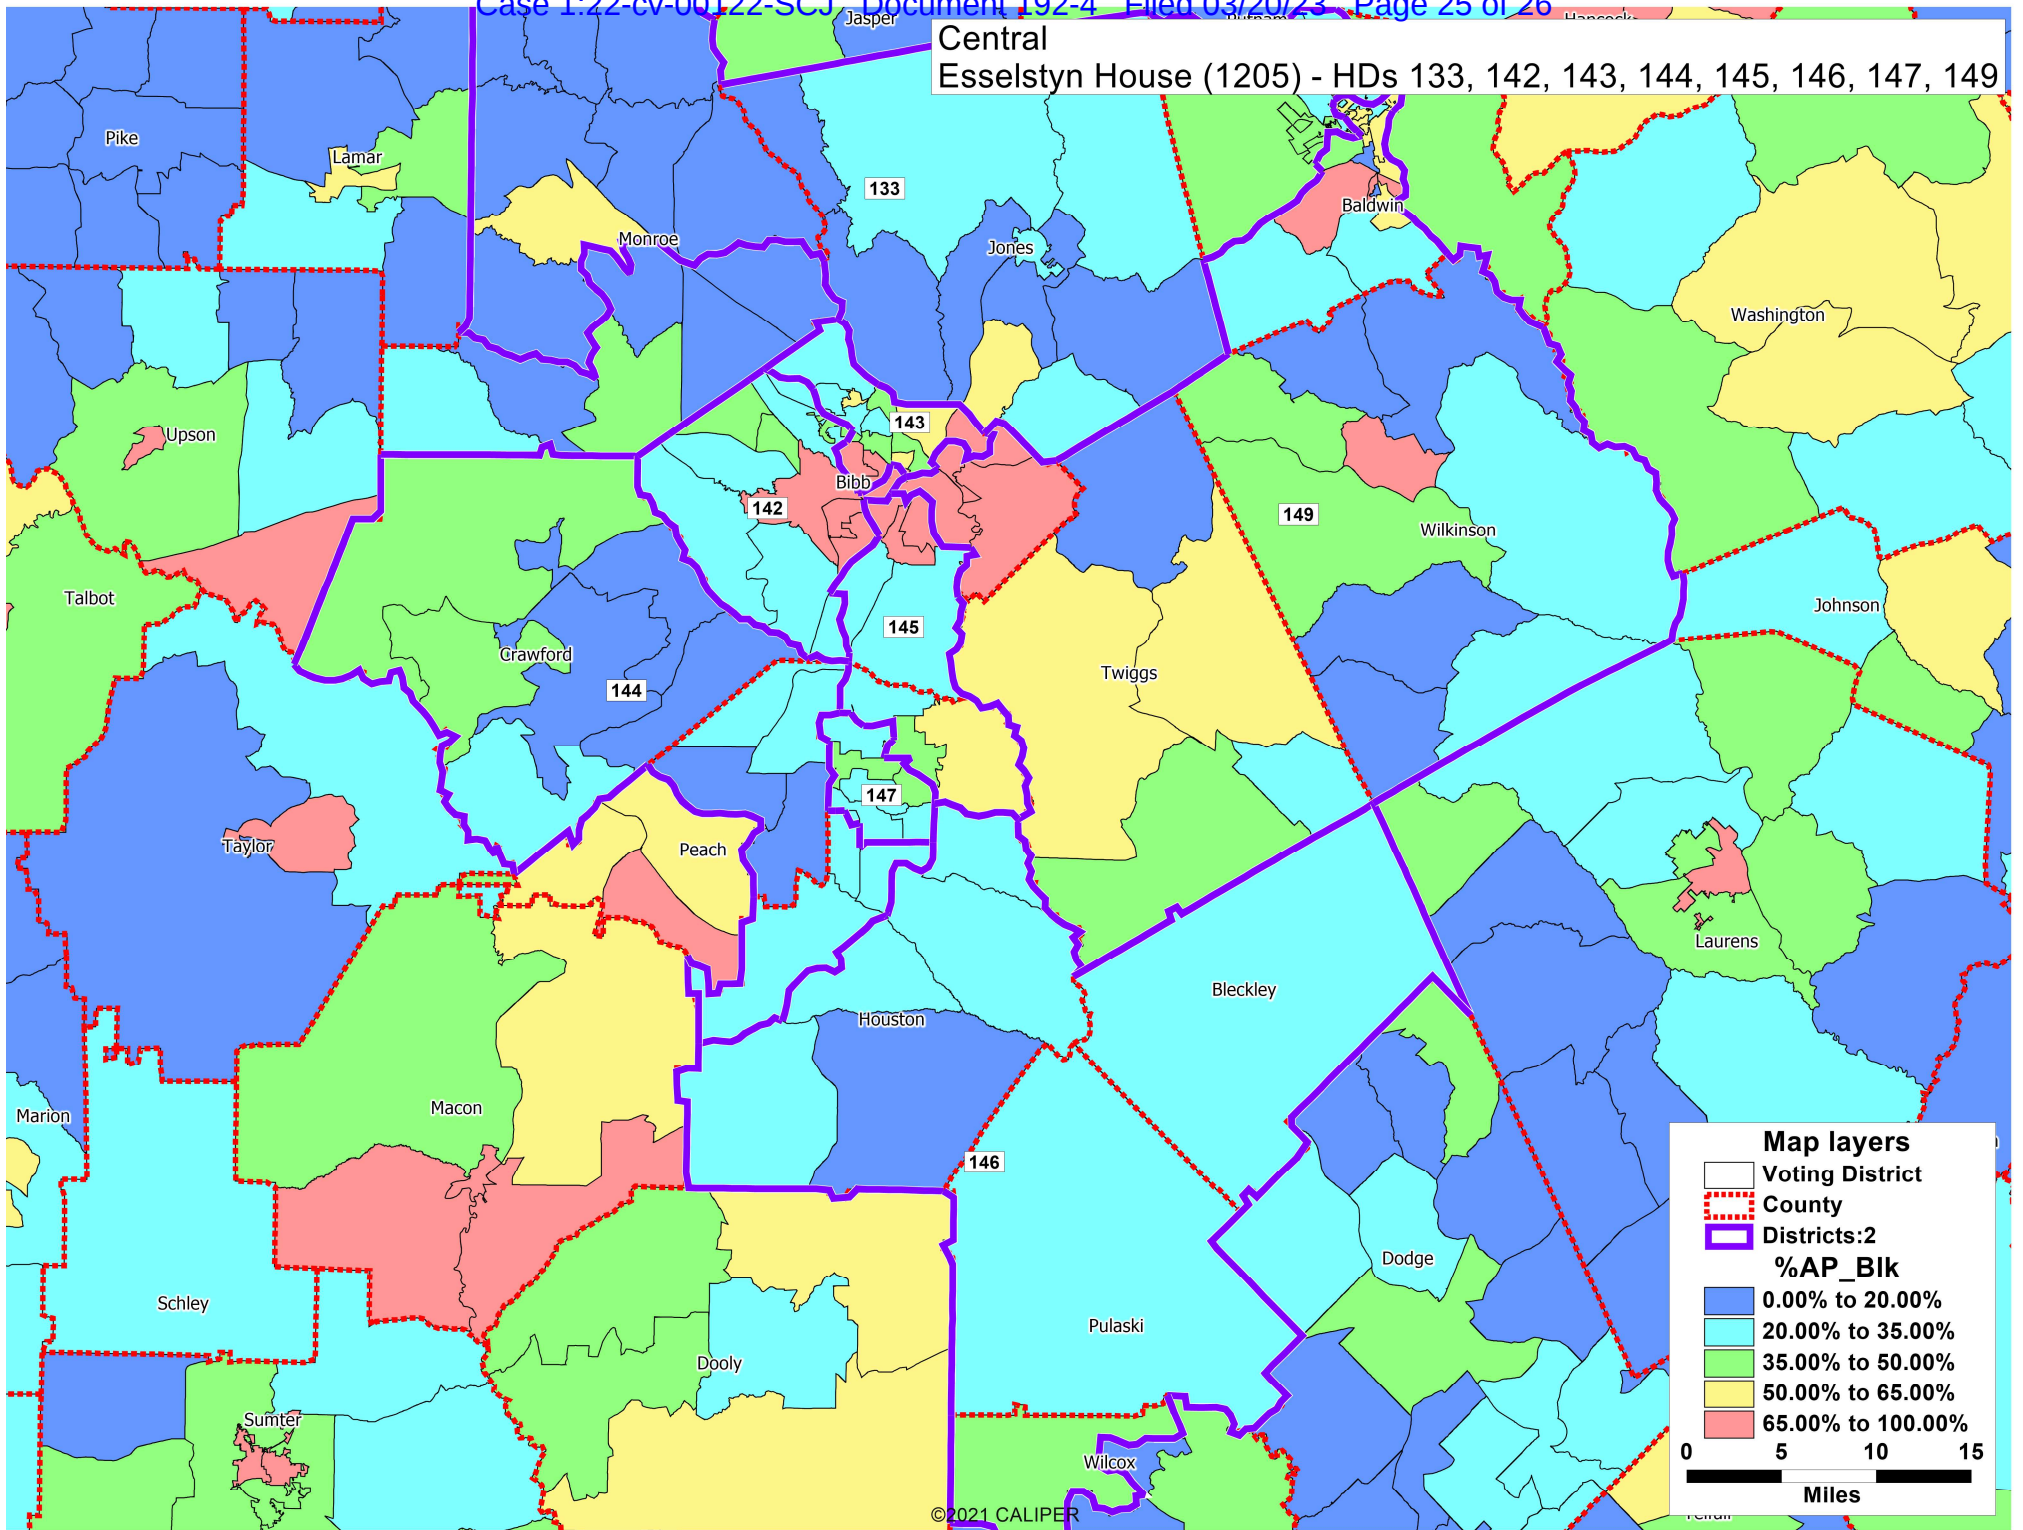 Case 1:22-cv-00122-SCJ Document 192-4 Filed 03/20/23 Page 25 of 26
Jasper
Putnam
Hancock
Central
Esselstyn House (1205) - HDs 133, 142, 143, 144, 145, 146, 147, 149
Pike
Lamar
133
Baldwin
Monroe
Jones
Washington
Upson
143
Bibb
142
149
Wilkinson
Talbot
Johnson
145
Crawford
Twiggs
144
147
Taylor
Peach
Laurens
Bleckley
Houston
Macon
Marion
146
Dodge
Schley
Pulaski
Dooly
Sumter
Wilcox
Telfair
Map layers
Voting District
County
Districts:2
%AP_Blk
0.00% to 20.00%
20.00% to 35.00%
35.00% to 50.00%
50.00% to 65.00%
65.00% to 100.00%
0 5 10 15
Miles
©2021 CALIPER